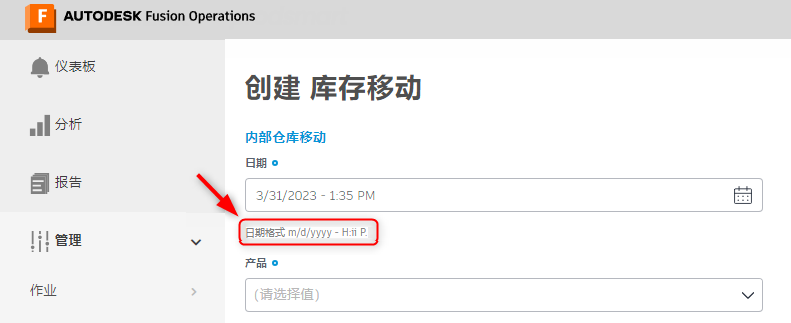 F AUTODESK Fusion Operations
仪表板
分析
报告
管理
作业
创建 库存移动
内部仓库移动
日期
3/31/2023 - 1:35 PM
日期格式 m/d/yyyy - H:ii P.
产品
(请选择值)